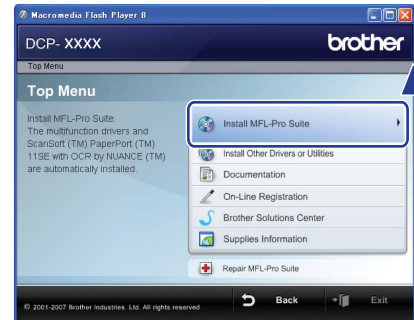 Macromedia Flash Player 8
DCP- XXXX
brother
Top Menu
Top Menu
Install MFL-Pro Suite:
The multifunction drivers and
ScanSoft (TM) PaperPort (TM)
11SE with OCR by NUANCE (TM)
are automatically installed.
Install MFL-Pro Suite
Install Other Drivers or Utilities
Documentation
On-Line Registration
Brother Solutions Center
Supplies Information
Repair MFL-Pro Suite
© 2001-2007 Brother Industries Ltd. All rights reserved
Back
Exit